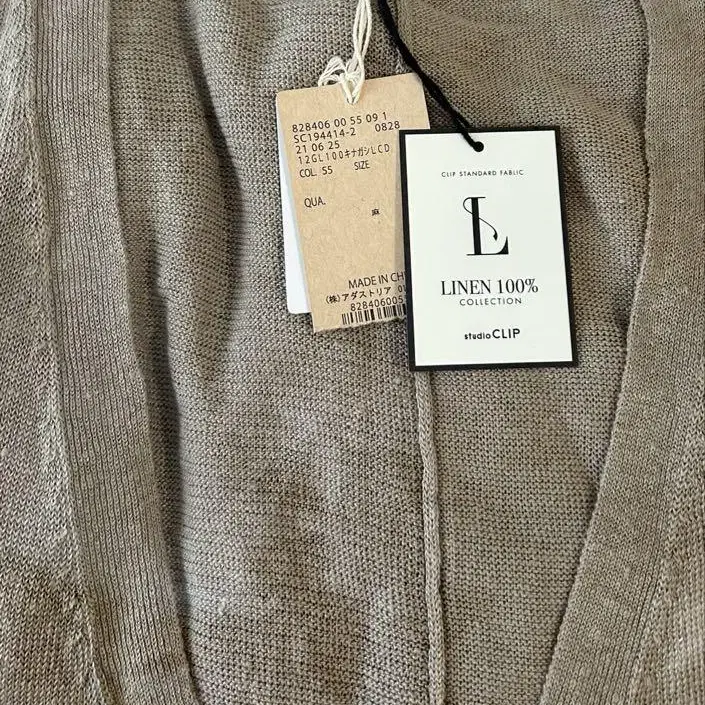 828406 00 55 09 1
SC194414-2 0828
21 06 25
12GL100キナガシLCD
COL. 55 SIZE
QUA.
麻
MADE IN CH
(株)アダストリア
CLIP STANDARD FABLIC
L
LINEN 100%
COLLECTION
studio CLIP